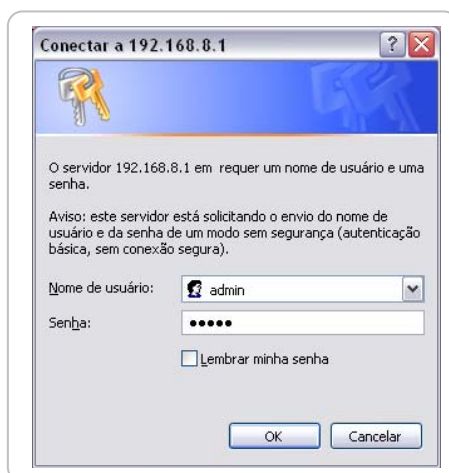 Conectar a 192.168.8.1
O servidor 192.168.8.1 em  requer um nome de usuário e uma
senha.
Aviso: este servidor está solicitando o envio do nome de
usuário e da senha de um modo sem segurança (autenticação
básica, sem conexão segura).
Nome de usuário: admin
Senha: •••••
Lembrar minha senha
OK Cancelar